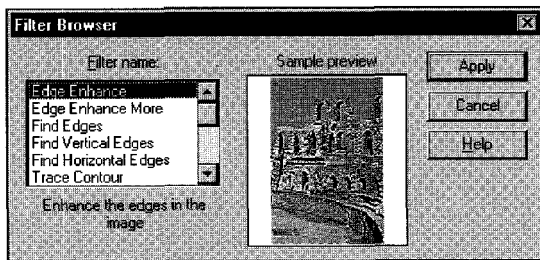 Filter Browser
Filter name:
Edge Enhance
Edge Enhance More
Find Edges
Find Vertical Edges
Find Horizontal Edges
Trace Contour
Enhance the edges in the
image
Sample preview
Apply
Cancel
Help